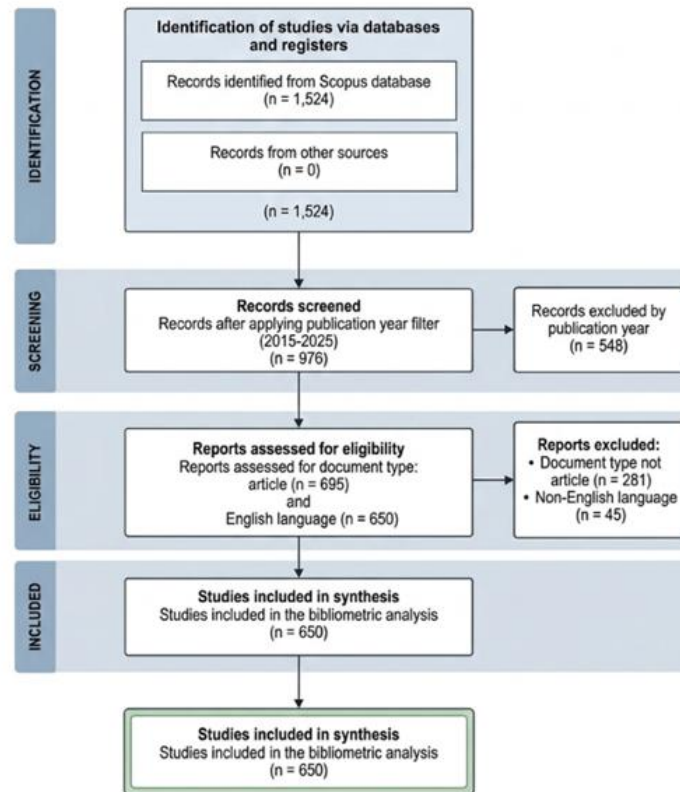 IDENTIFICATION
Identification of studies via databases
and registers
Records identified from Scopus database
(n = 1,524)
Records from other sources
(n = 0)
(n = 1,524)
SCREENING
Records screened
Records after applying publication year filter
(2015-2025)
(n = 976)
Records excluded by
publication year
(n = 548)
ELIGIBILITY
Reports assessed for eligibility
Reports assessed for document type:
article (n = 695)
and
English language (n = 650)
Reports excluded:
• Document type not
article (n = 281)
• Non-English language
(n = 45)
INCLUDED
Studies included in synthesis
Studies included in the bibliometric analysis
(n = 650)
Studies included in synthesis
Studies included in the bibliometric analysis
(n = 650)